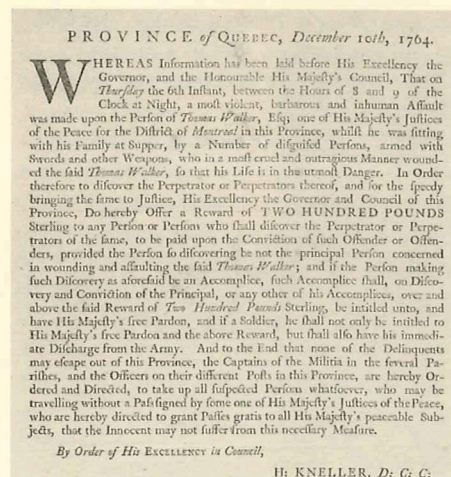 PROVINCE of QUEBEC, December 10th, 1764.
WHEREAS Information has been laid before His Excellency the
Governor, and the Honourable His Majesty's Council, That on
Thursday the 6th Instant, between the Hours of 8 and 9 of the
Clock at Night, a most violent, barbarous and inhuman Assault
was made upon the Person of Thomas Walker, Esq; one of His Majesty's Justices
of the Peace for the District of Montreal in this Province, whilst he was sitting
with his Family at Supper, by a Number of disguised Persons, armed with
Swords and other Weapons, who in a most cruel and outragious Manner wound-
ed the said Thomas Walker, so that his Life is in the utmost Danger. In Order
therefore to discover the Perpetrator or Perpetrators thereof, and for the speedy
bringing the same to Justice, His Excellency the Governor and Council of this
Province, Do hereby Offer a Reward of TWO HUNDRED POUNDS
Sterling to any Person or Persons who shall discover the Perpetrator or Perpe-
trators of the same, to be paid upon the Conviction of such Offender or Offen-
ders, provided the Person so discovering be not the principal Person concerned
in wounding and assaulting the said Thomas Walker; and if the Person making
such Discovery as aforesaid be an Accomplice, such Accomplice shall, on Disco-
very and Conviction of the Principal, or any other of his Accomplices, over and
above the said Reward of Two Hundred Pounds Sterling, be intitled unto, and
have His Majesty's free Pardon, and if a Soldier, he shall not only be intitled to
His Majesty's free Pardon and the above Reward, but shall also have his immedi-
ate Discharge from the Army. And to the End that none of the Delinquents
may escape out of this Province, the Captains of the Militia in the several Pa-
rishes, and the Officers on their different Posts in this Province, are hereby Or-
dered and Directed, to take up all suspected Persons whatsoever, who may be
travelling without a Pass signed by some one of His Majesty's Justices of the Peace,
who are hereby directed to grant Passes gratis to all His Majesty's peaceable Sub-
jects, that the Innocent may not suffer from this necessary Measure.
By Order of His EXCELLENCY in Council,
H: KNELLER, D: C: C: